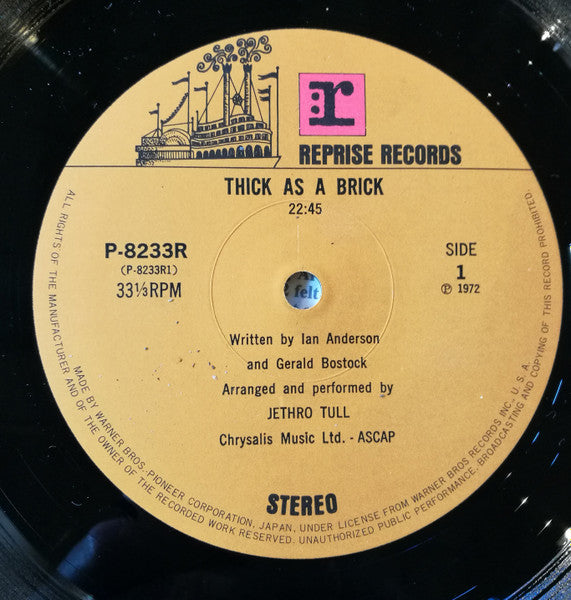 r
REPRISE RECORDS
THICK AS A BRICK
22:45
P-8233R
(P-8233R1)
33⅓RPM
SIDE
1
Ⓟ 1972
felt
Written by Ian Anderson
and Gerald Bostock
Arranged and performed by
JETHRO TULL
Chrysalis Music Ltd. - ASCAP
STEREO
ALL RIGHTS OF THE MANUFACTURER AND OF THE OWNER OF THE RECORDED WORK RESERVED. UNAUTHORIZED PUBLIC PERFORMANCE. BROADCASTING AND COPYING OF THIS RECORD PROHIBITED.
MADE BY WARNER BROS.-PIONEER CORPORATION, JAPAN, UNDER LICENSE FROM WARNER BROS RECORDS INC. U. S. A.